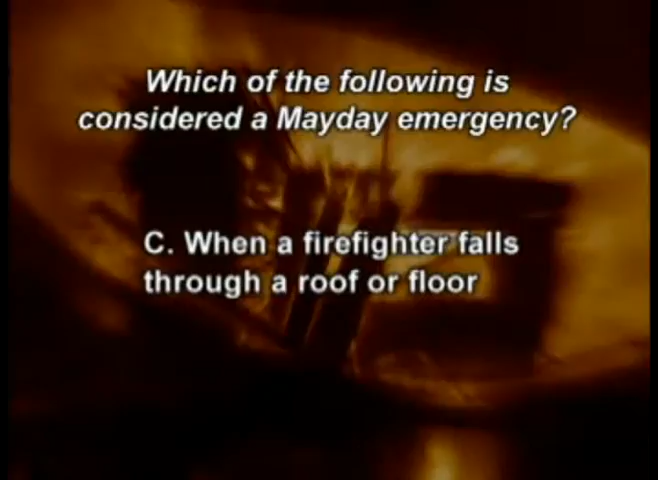 Which of the following is
considered a Mayday emergency?
C. When a firefighter falls
through a roof or floor